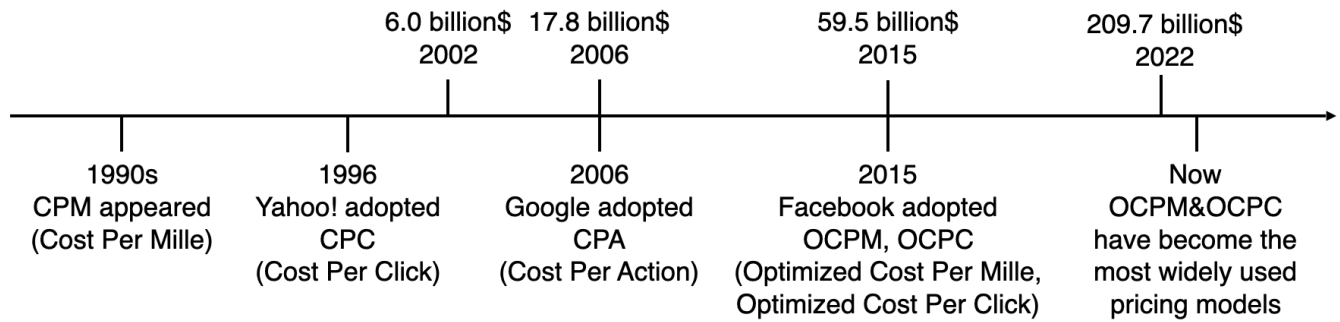 6.0 billion$ 17.8 billion$ 59.5 billion$ 209.7 billion$
2002 2006 2015 2022
1990s
CPM appeared
(Cost Per Mille)
1996
Yahoo! adopted
CPC
(Cost Per Click)
2006
Google adopted
CPA
(Cost Per Action)
2015
Facebook adopted
OCPM, OCPC
(Optimized Cost Per Mille,
Optimized Cost Per Click)
Now
OCPM&OCPC
have become the
most widely used
pricing models